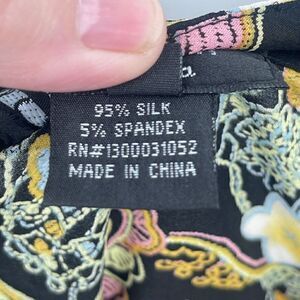 a.
95% SILK
5% SPANDEX
RN#1300031052
MADE IN CHINA